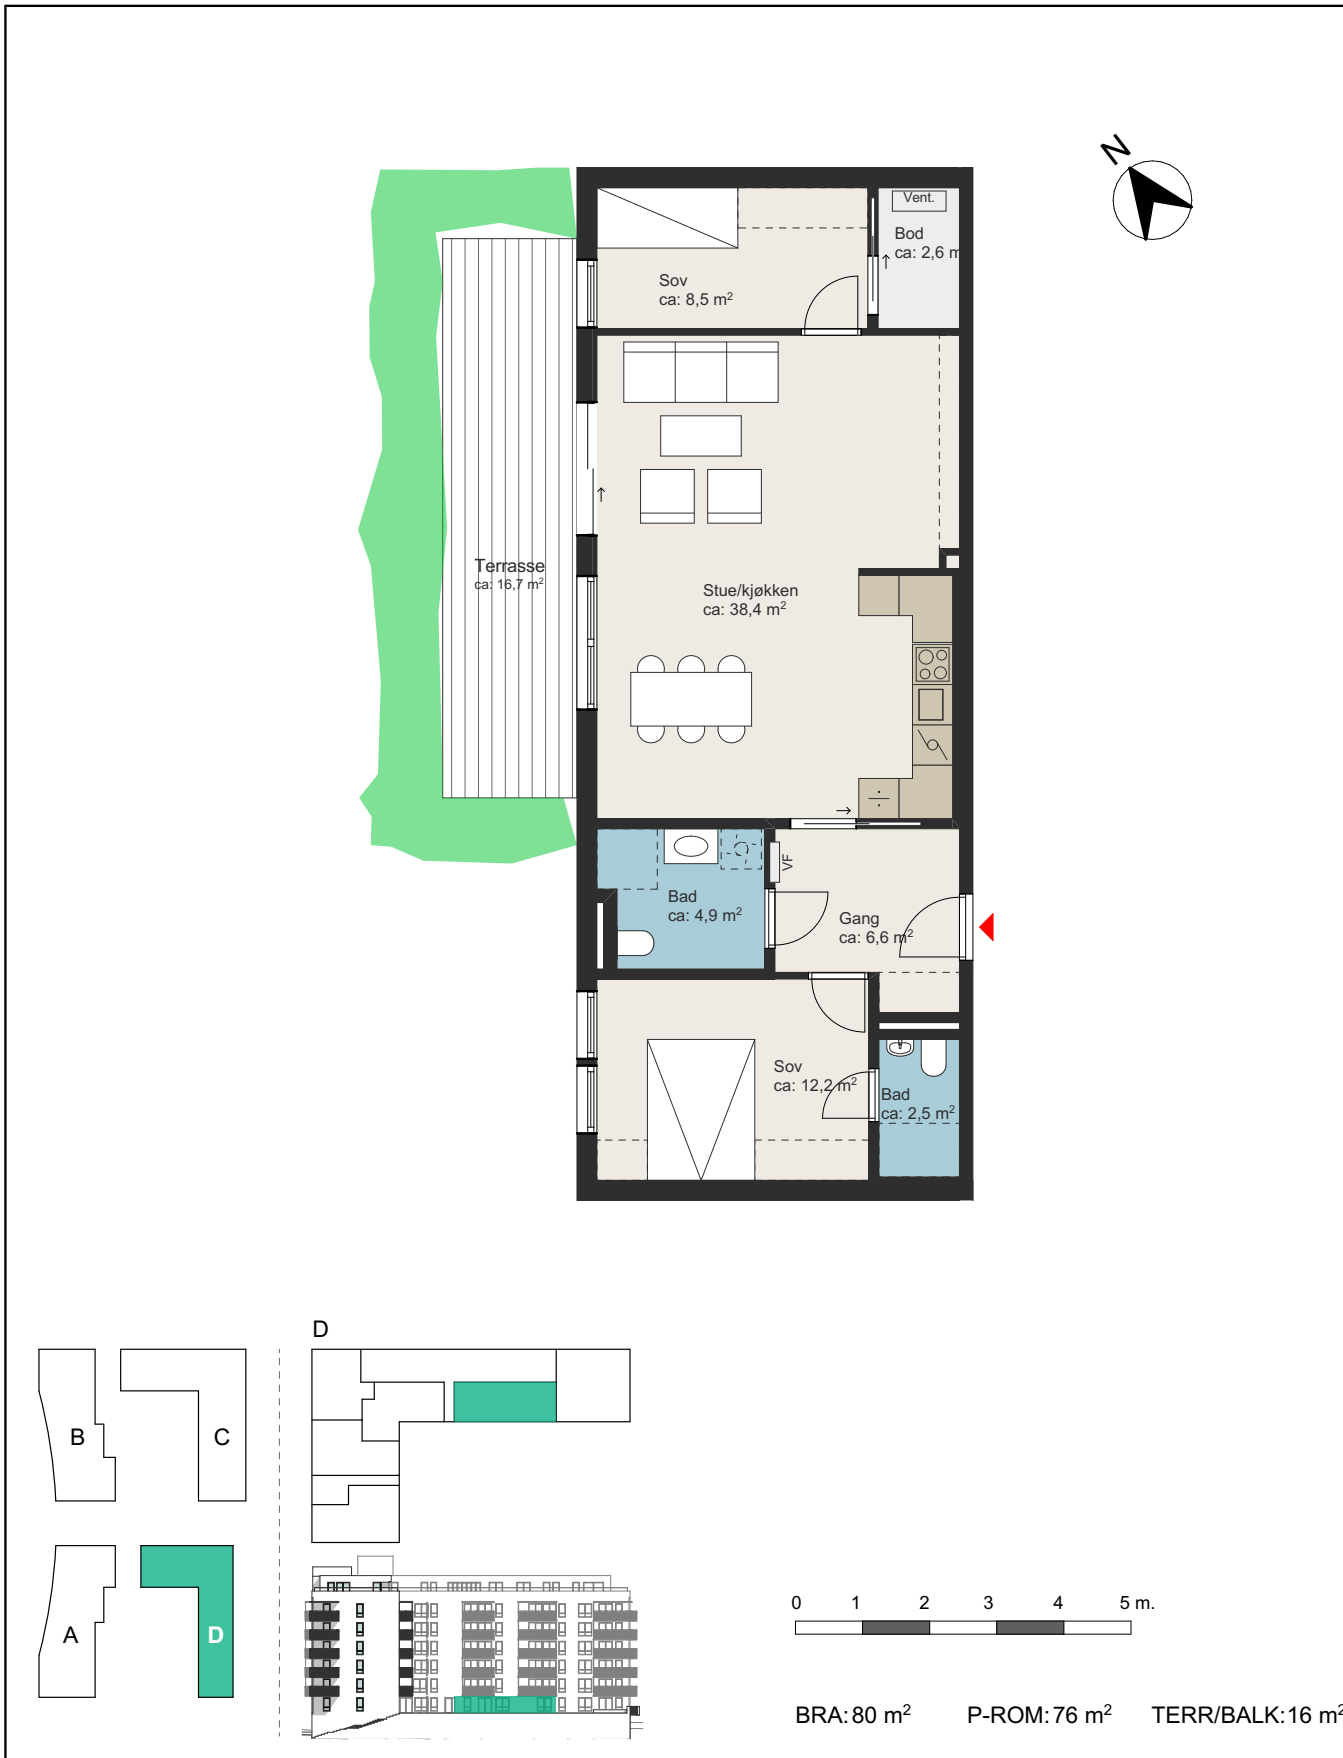 N
Vent.
Bod
ca: 2,6 m
Sov
ca: 8,5 m²
Terrasse
ca: 16,7 m²
Stue/kjøkken
ca: 38,4 m²
VF
Bad
ca: 4,9 m²
Gang
ca: 6,6 m²
Sov
ca: 12,2 m²
Bad
ca: 2,5 m²
D
B
C
A
D
0 1 2 3 4 5 m.
BRA: 80 m² P-ROM: 76 m² TERR/BALK: 16 m²